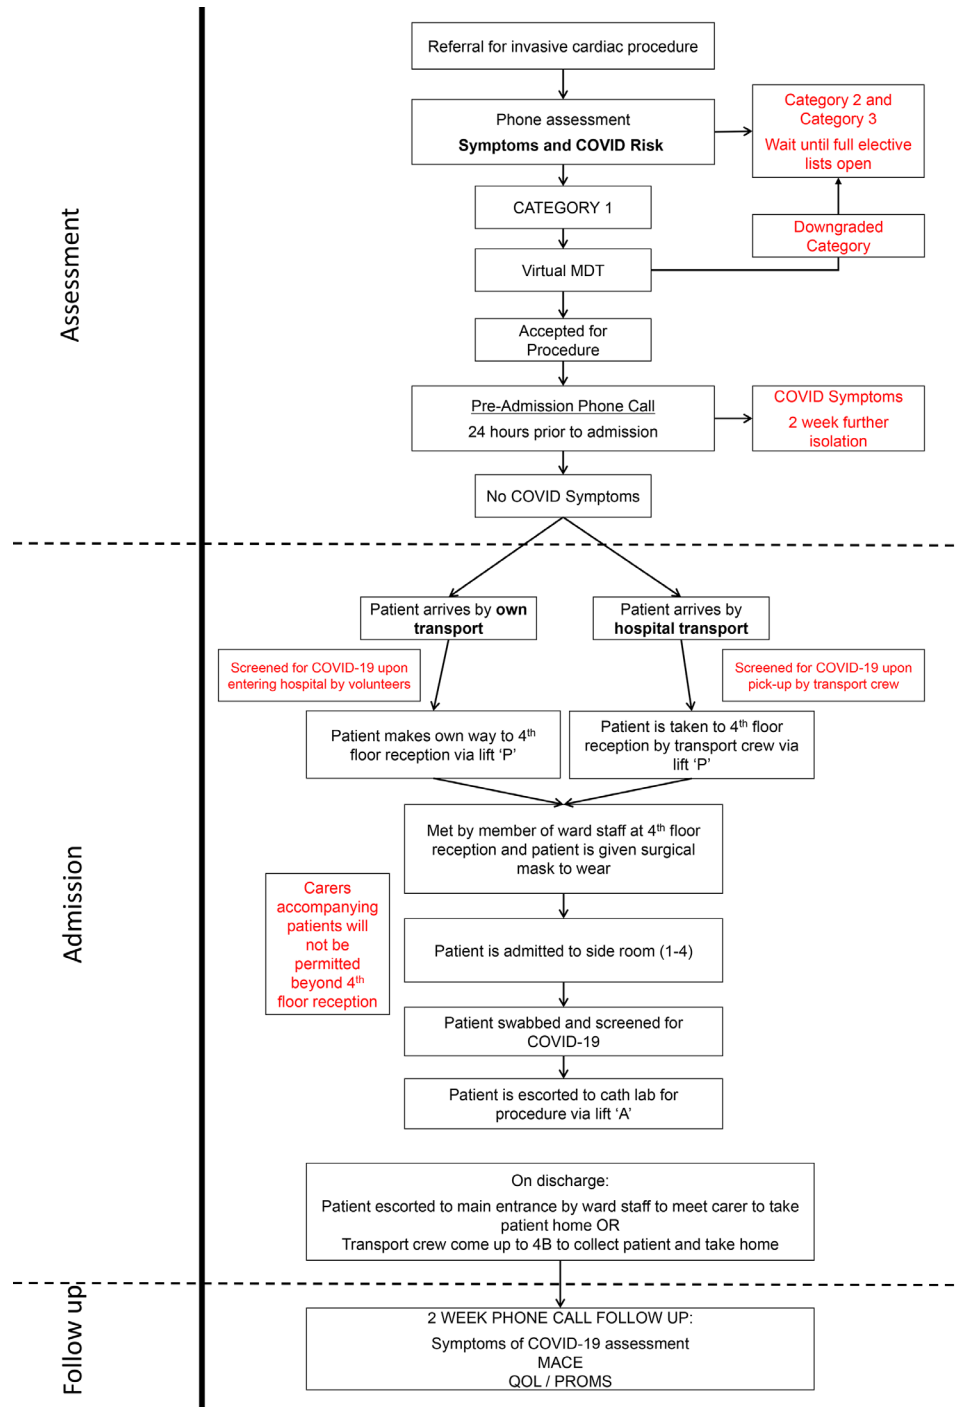 Assessment
Referral for invasive cardiac procedure
Phone assessment
Symptoms and COVID Risk
Category 2 and
Category 3
Wait until full elective
lists open
CATEGORY 1
Downgraded
Category
Virtual MDT
Accepted for
Procedure
Pre-Admission Phone Call
24 hours prior to admission
COVID Symptoms
2 week further
isolation
No COVID Symptoms
Admission
Patient arrives by own
transport
Patient arrives by
hospital transport
Screened for COVID-19 upon
entering hospital by volunteers
Screened for COVID-19 upon
pick-up by transport crew
Patient makes own way to 4th
floor reception via lift ‘P’
Patient is taken to 4th floor
reception by transport crew via
lift ‘P’
Met by member of ward staff at 4th floor
reception and patient is given surgical
mask to wear
Carers
accompanying
patients will
not be
permitted
beyond 4th
floor reception
Patient is admitted to side room (1-4)
Patient swabbed and screened for
COVID-19
Patient is escorted to cath lab for
procedure via lift ‘A’
On discharge:
Patient escorted to main entrance by ward staff to meet carer to take
patient home OR
Transport crew come up to 4B to collect patient and take home
Follow up
2 WEEK PHONE CALL FOLLOW UP:
Symptoms of COVID-19 assessment
MACE
QOL / PROMS